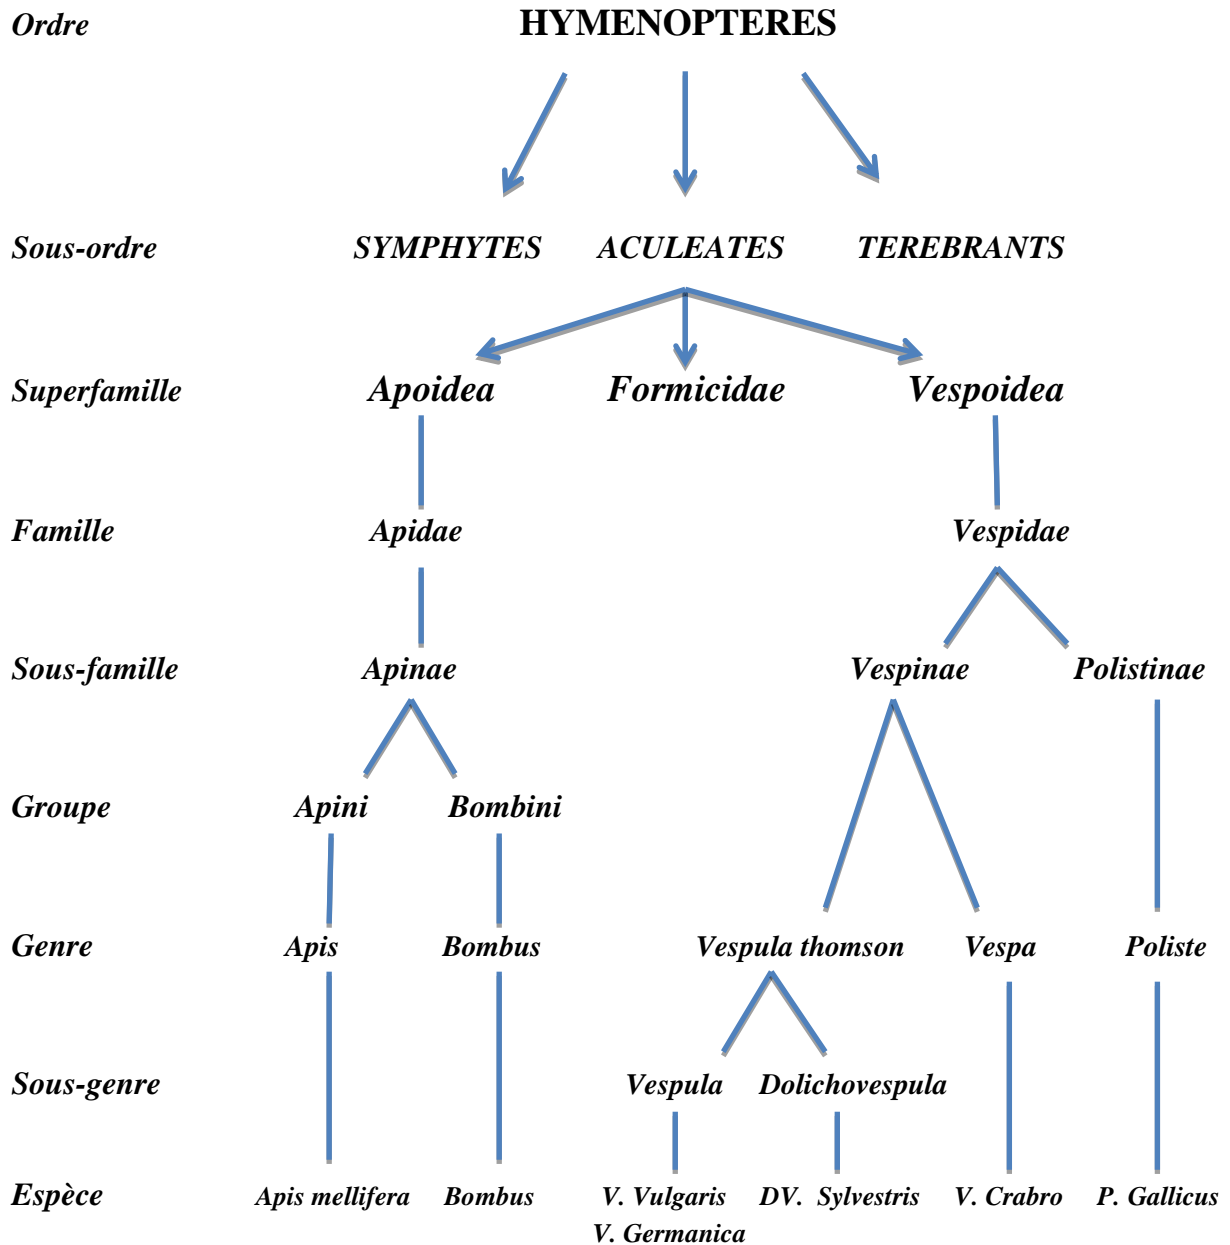 Ordre HYMENOPTERES
Sous-ordre SYMPHYTES ACULEATES TEREBRANTS
Superfamille Apoidea Formicidae Vespoidea
Famille Apidae Vespidae
Sous-famille Apinae Vespinae Polistinae
Groupe Apini Bombini
Genre Apis Bombus Vespula thomson Vespa Poliste
Sous-genre Vespula Dolichovespula
Espèce Apis mellifera Bombus V. Vulgaris DV. Sylvestris V. Crabro P. Gallicus
V. Germanica